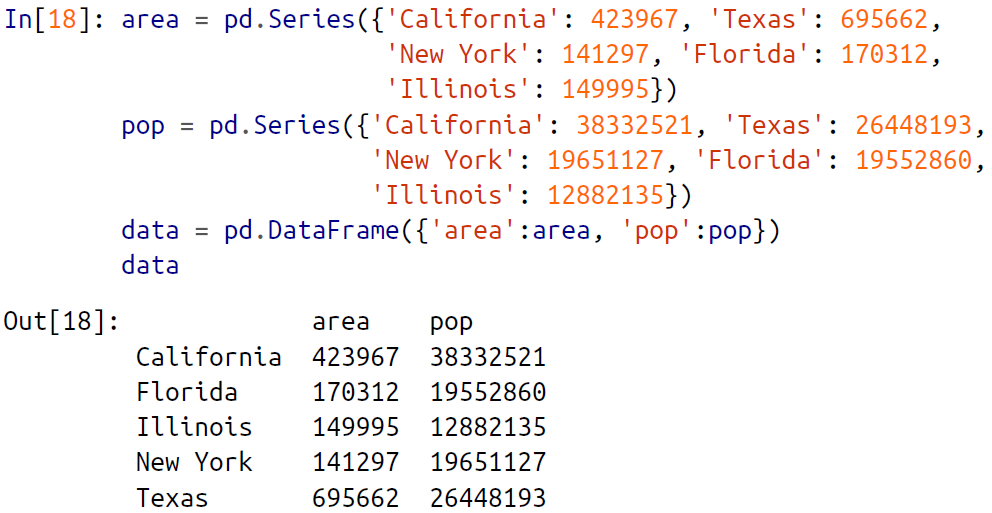 In[18]: area = pd.Series({'California': 423967, 'Texas': 695662,
'New York': 141297, 'Florida': 170312,
'Illinois': 149995})
pop = pd.Series({'California': 38332521, 'Texas': 26448193,
'New York': 19651127, 'Florida': 19552860,
'Illinois': 12882135})
data = pd.DataFrame({'area':area, 'pop':pop})
data
Out[18]: area pop
California 423967 38332521
Florida 170312 19552860
Illinois 149995 12882135
New York 141297 19651127
Texas 695662 26448193